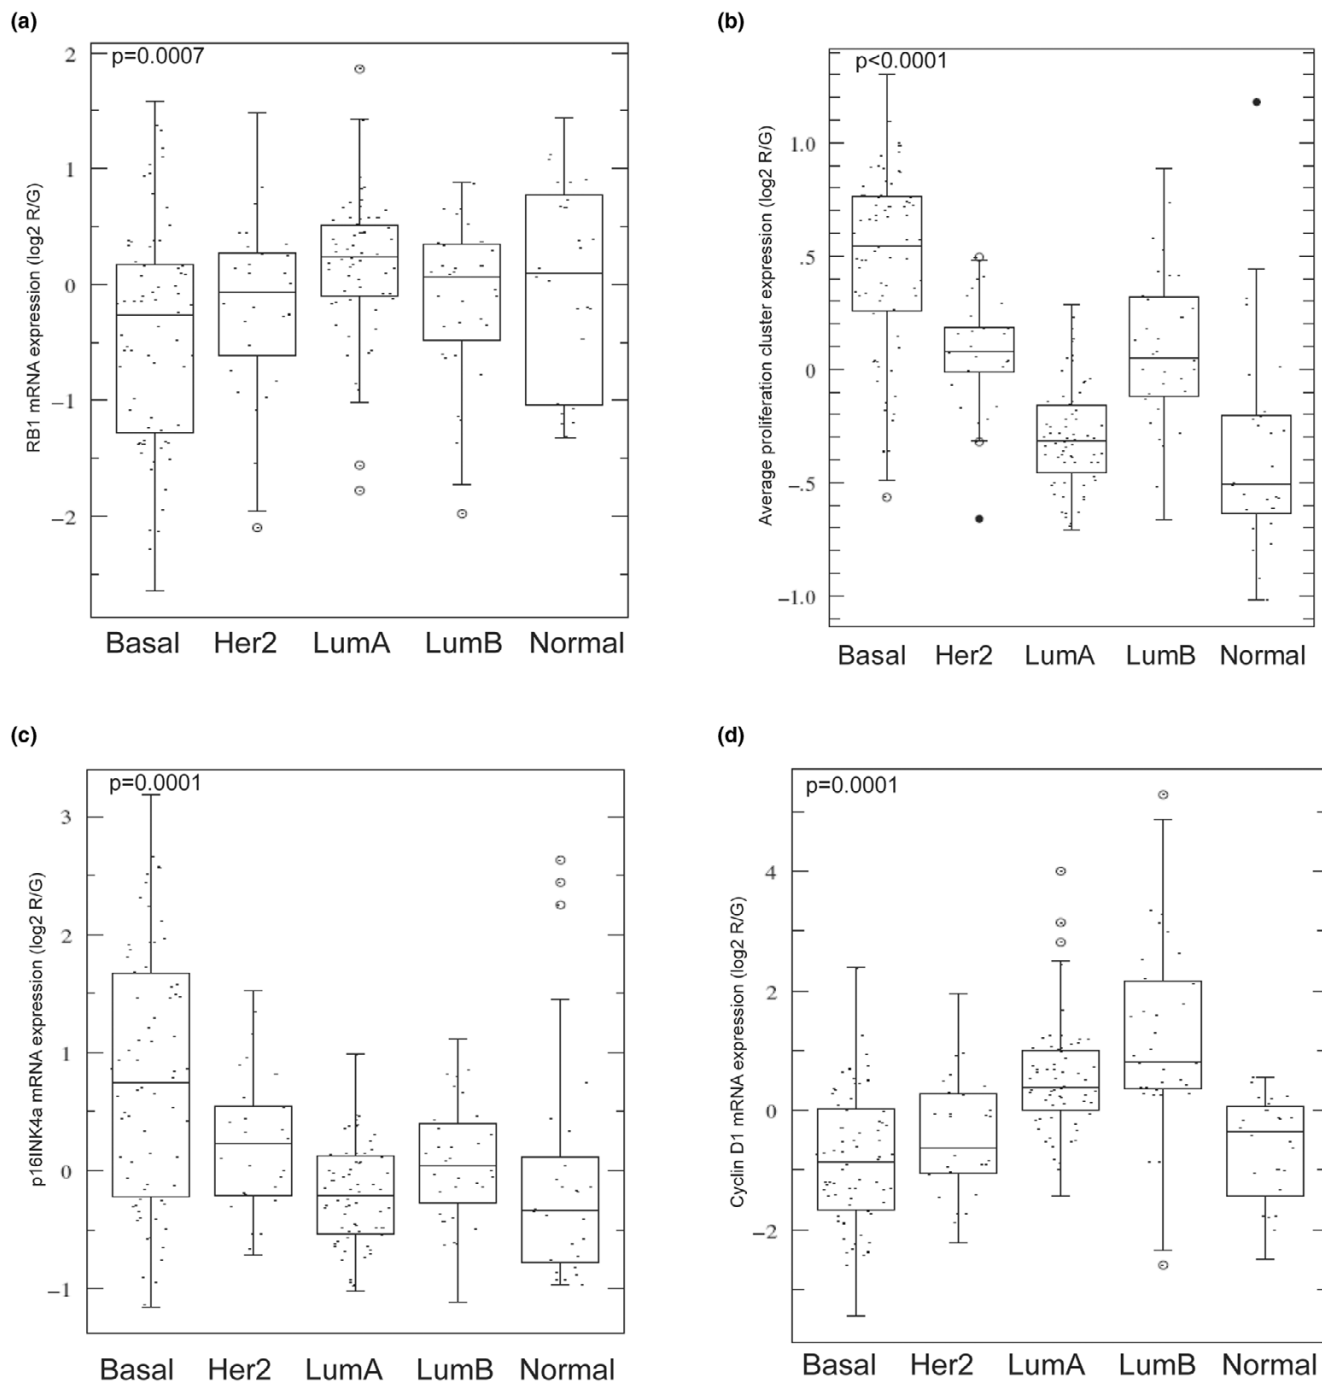 (a)
p=0.0007
RB1 mRNA expression (log2 R/G)
2
1
0
−1
−2
Basal Her2 LumA LumB Normal
(b)
p<0.0001
Average proliferation cluster expression (log2 R/G)
1.0
.5
0
−.5
−1.0
Basal Her2 LumA LumB Normal
(c)
p=0.0001
p16INK4a mRNA expression (log2 R/G)
3
2
1
0
−1
Basal Her2 LumA LumB Normal
(d)
p=0.0001
Cyclin D1 mRNA expression (log2 R/G)
4
2
0
−2
Basal Her2 LumA LumB Normal